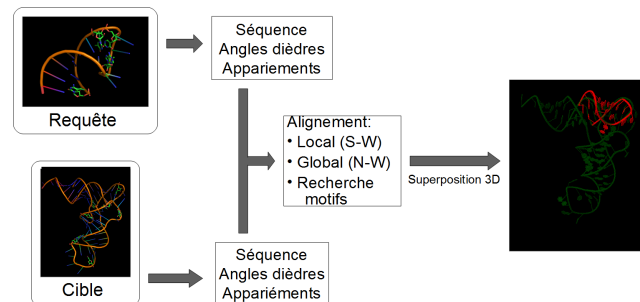 Requête
Séquence
Angles dièdres
Appariements
Alignement:
• Local (S-W)
• Global (N-W)
• Recherche
motifs
Superposition 3D
Cible
Séquence
Angles dièdres
Appariéments